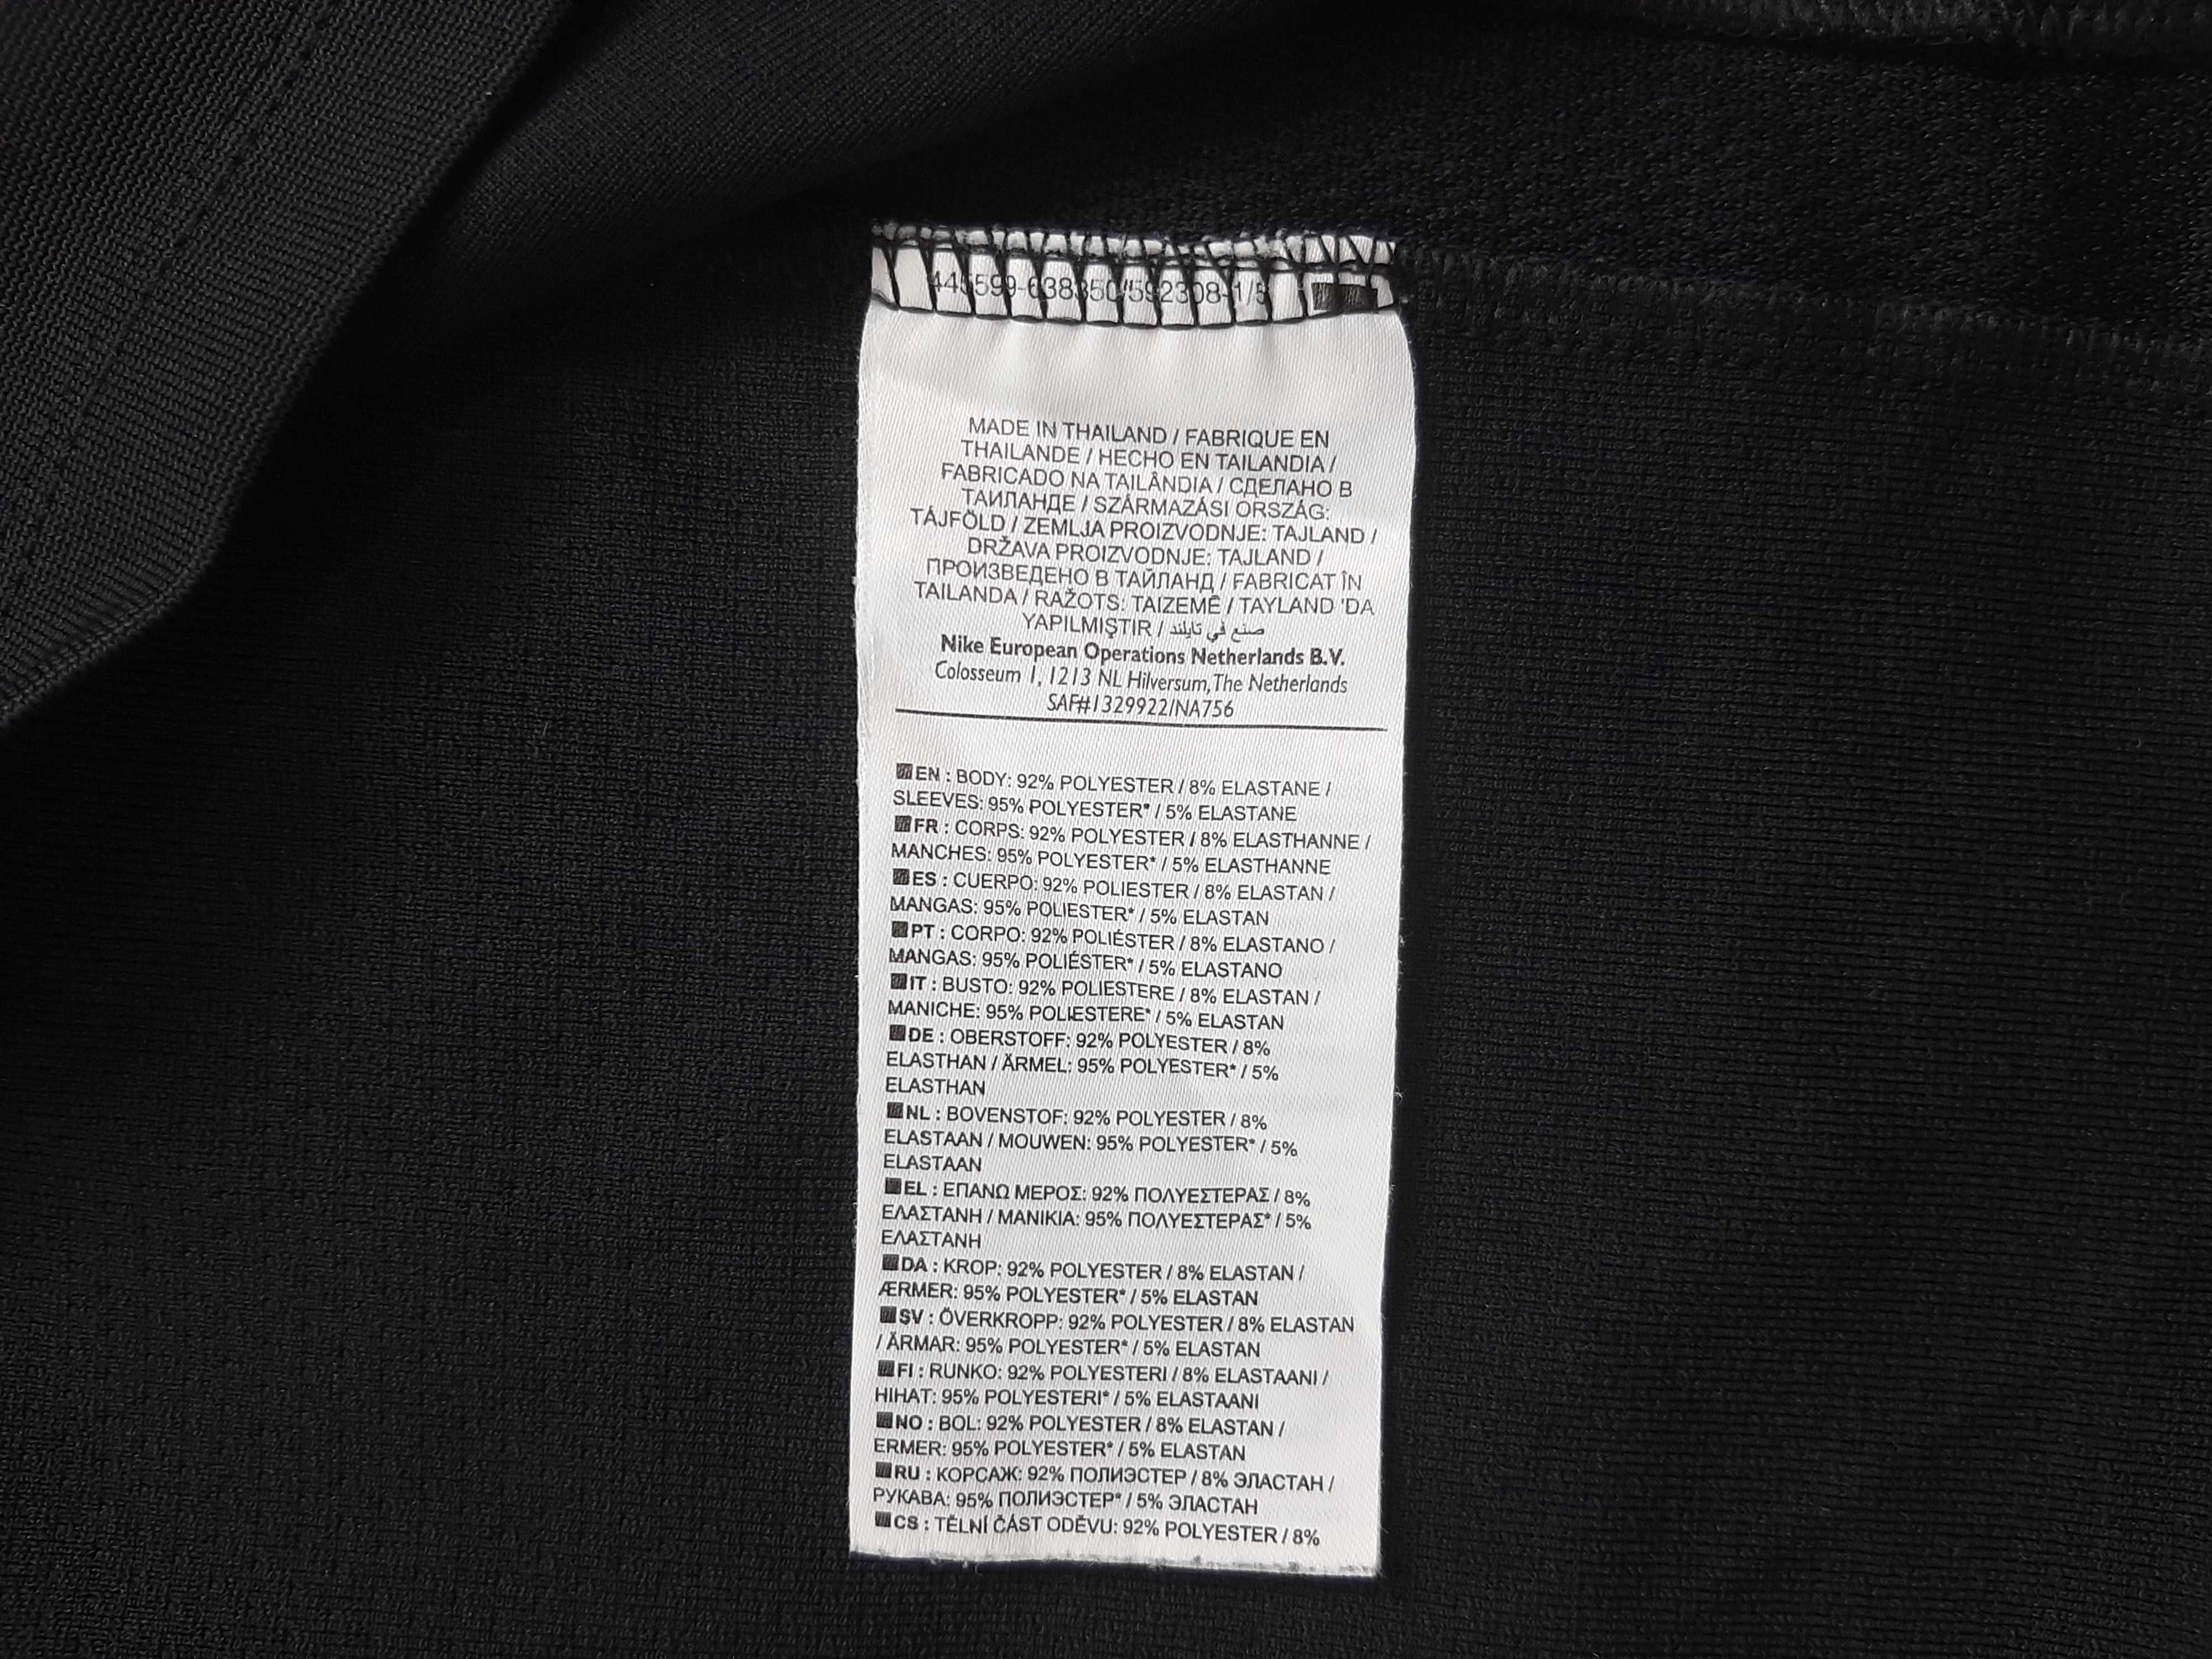 445599-638350/592308-1/5
MADE IN THAILAND / FABRIQUE EN
THAILANDE / HECHO EN TAILANDIA /
FABRICADO NA TAILÂNDIA / СДЕЛАНО В
ТАИЛАНДЕ / SZÁRMAZÁSI ORSZÁG:
TÁJFÖLD / ZEMLJA PROIZVODNJE: TAJLAND /
DRŽAVA PROIZVODNJE: TAJLAND /
ПРОИЗВЕДЕНО В ТАЙЛАНД / FABRICAT ÎN
TAILANDA / RAŽOTS: TAIZEMĒ / TAYLAND 'DA
YAPILMIŞTIR / صنع في تايلند
Nike European Operations Netherlands B.V.
Colosseum 1, 1213 NL Hilversum, The Netherlands
SAF#1329922/NA756
EN : BODY: 92% POLYESTER / 8% ELASTANE /
SLEEVES: 95% POLYESTER* / 5% ELASTANE
FR : CORPS: 92% POLYESTER / 8% ELASTHANNE /
MANCHES: 95% POLYESTER* / 5% ELASTHANNE
ES : CUERPO: 92% POLIESTER / 8% ELASTAN /
MANGAS: 95% POLIESTER* / 5% ELASTAN
PT : CORPO: 92% POLIÉSTER / 8% ELASTANO /
MANGAS: 95% POLIÉSTER* / 5% ELASTANO
IT : BUSTO: 92% POLIESTERE / 8% ELASTAN /
MANICHE: 95% POLIESTERE* / 5% ELASTAN
DE : OBERSTOFF: 92% POLYESTER / 8%
ELASTHAN / ÄRMEL: 95% POLYESTER* / 5%
ELASTHAN
NL : BOVENSTOF: 92% POLYESTER / 8%
ELASTAAN / MOUWEN: 95% POLYESTER* / 5%
ELASTAAN
EL : ΕΠΑΝΩ ΜΕΡΟΣ: 92% ΠΟΛΥΕΣΤΕΡΑΣ / 8%
ΕΛΑΣΤΑΝΗ / ΜΑΝΙΚΙΑ: 95% ΠΟΛΥΕΣΤΕΡΑΣ* / 5%
ΕΛΑΣΤΑΝΗ
DA : KROP: 92% POLYESTER / 8% ELASTAN /
ÆRMER: 95% POLYESTER* / 5% ELASTAN
SV : ÖVERKROPP: 92% POLYESTER / 8% ELASTAN
/ ÄRMAR: 95% POLYESTER* / 5% ELASTAN
FI : RUNKO: 92% POLYESTERI / 8% ELASTAANI /
HIHAT: 95% POLYESTERI* / 5% ELASTAANI
NO : BOL: 92% POLYESTER / 8% ELASTAN /
ERMER: 95% POLYESTER* / 5% ELASTAN
RU : КОРСАЖ: 92% ПОЛИЭСТЕР / 8% ЭЛАСТАН /
РУКАВА: 95% ПОЛИЭСТЕР* / 5% ЭЛАСТАН
CS : TĚLNÍ ČÁST ODĚVU: 92% POLYESTER / 8%